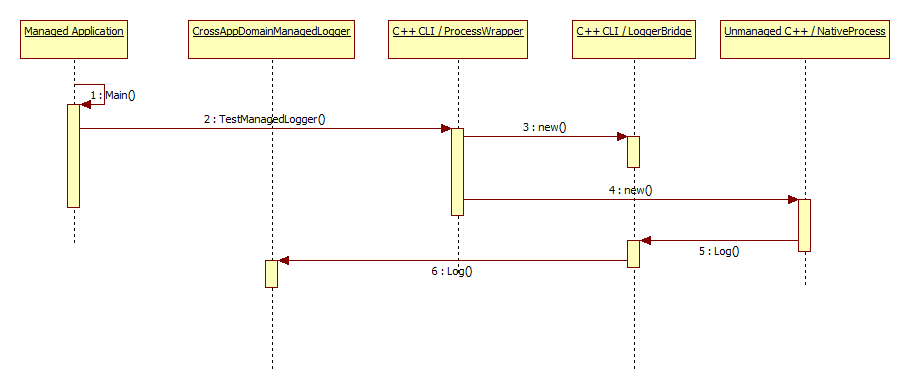 Managed Application
CrossAppDomainManagedLogger
C++ CLI / ProcessWrapper
C++ CLI / LoggerBridge
Unmanaged C++ / NativeProcess
1 : Main()
2 : TestManagedLogger()
3 : new()
4 : new()
5 : Log()
6 : Log()